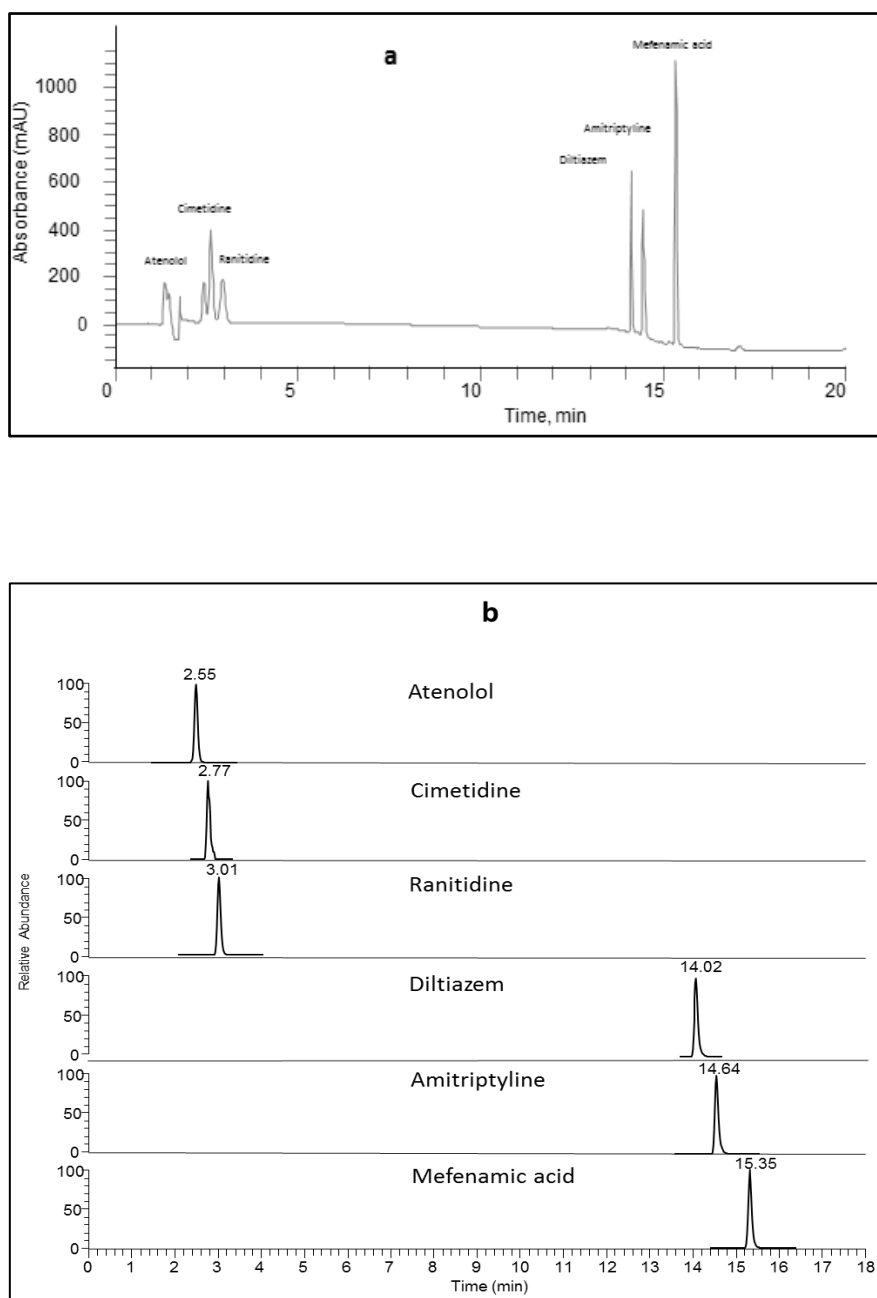 a
Mefenamic acid
Amitriptyline
Diltiazem
Cimetidine
Atenolol
Ranitidine
Absorbance (mAU)
1000
800
600
400
200
0
0 5 10 15 20
Time, min
b
2.55
Atenolol
100
50
0
2.77
Cimetidine
100
50
0
3.01
Ranitidine
100
50
0
Relative Abundance
14.02
Diltiazem
100
50
0
14.64
Amitriptyline
100
50
0
15.35
Mefenamic acid
100
50
0
0 1 2 3 4 5 6 7 8 9 10 11 12 13 14 15 16 17 18
Time (min)